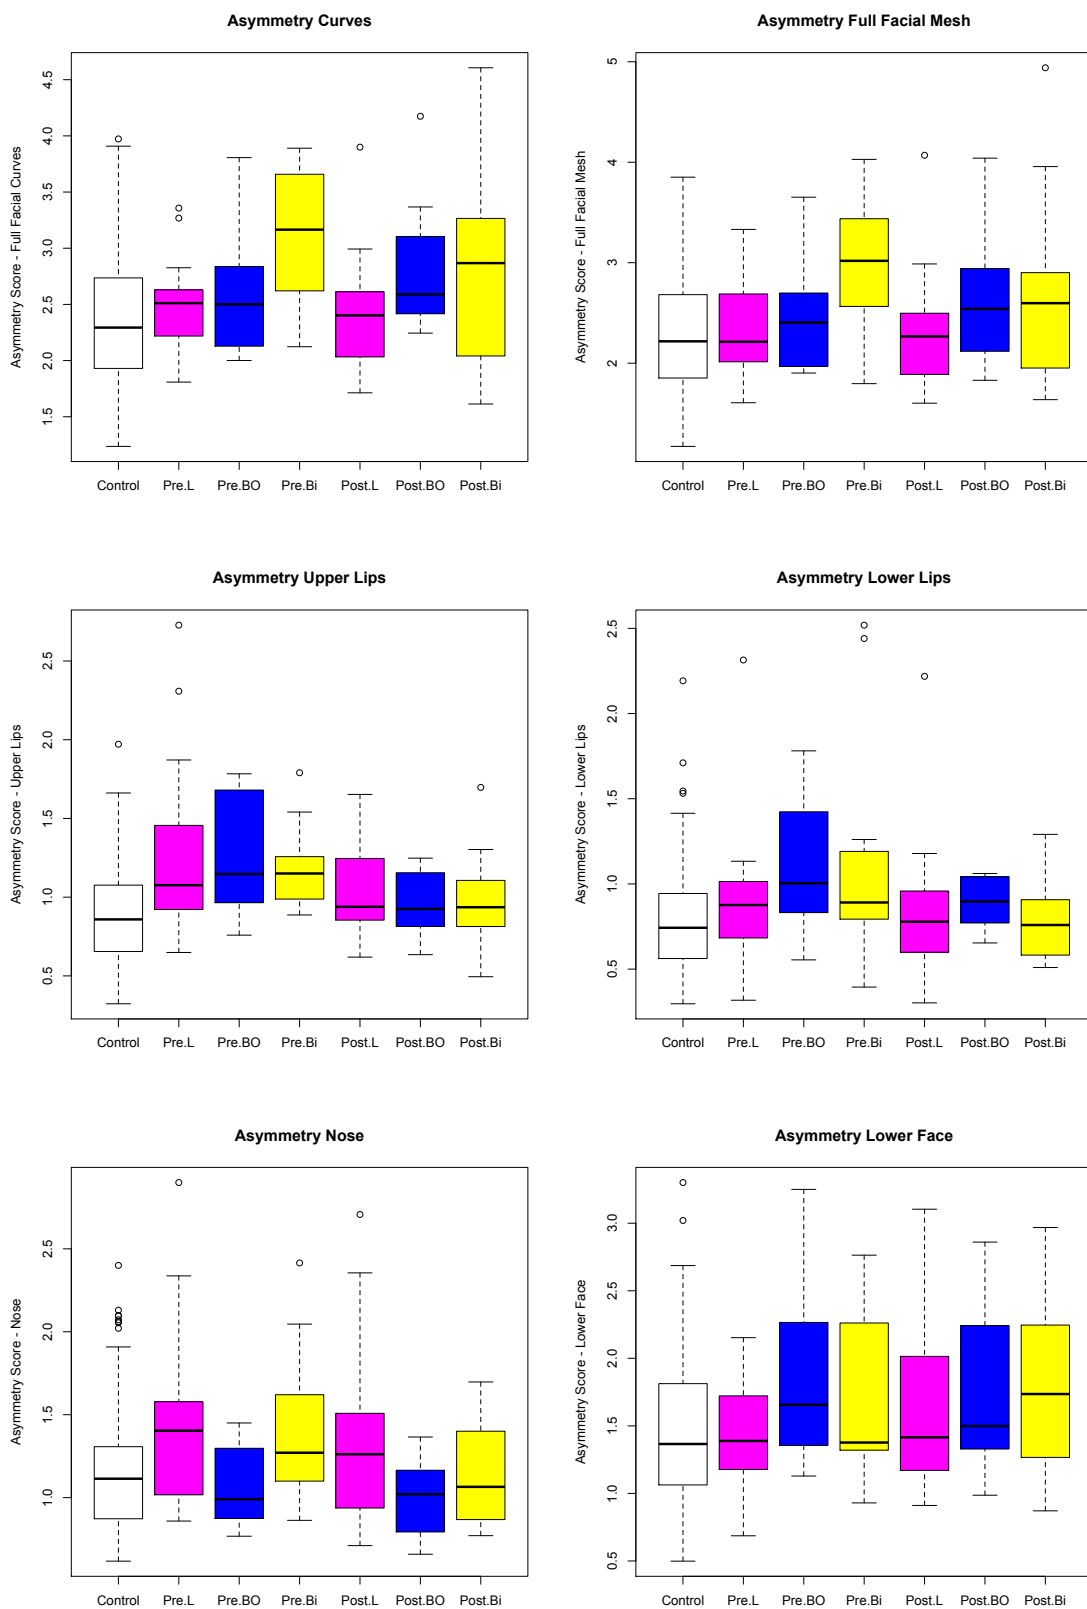 Asymmetry Curves
Asymmetry Score - Full Facial Curves
4.5
4.0
3.5
3.0
2.5
2.0
1.5
Control Pre.L Pre.BO Pre.Bi Post.L Post.BO Post.Bi
Asymmetry Full Facial Mesh
Asymmetry Score - Full Facial Mesh
5
4
3
2
Control Pre.L Pre.BO Pre.Bi Post.L Post.BO Post.Bi
Asymmetry Upper Lips
Asymmetry Score - Upper Lips
2.5
2.0
1.5
1.0
0.5
Control Pre.L Pre.BO Pre.Bi Post.L Post.BO Post.Bi
Asymmetry Lower Lips
Asymmetry Score - Lower Lips
2.5
2.0
1.5
1.0
0.5
Control Pre.L Pre.BO Pre.Bi Post.L Post.BO Post.Bi
Asymmetry Nose
Asymmetry Score - Nose
2.5
2.0
1.5
1.0
Control Pre.L Pre.BO Pre.Bi Post.L Post.BO Post.Bi
Asymmetry Lower Face
Asymmetry Score - Lower Face
3.0
2.5
2.0
1.5
1.0
0.5
Control Pre.L Pre.BO Pre.Bi Post.L Post.BO Post.Bi